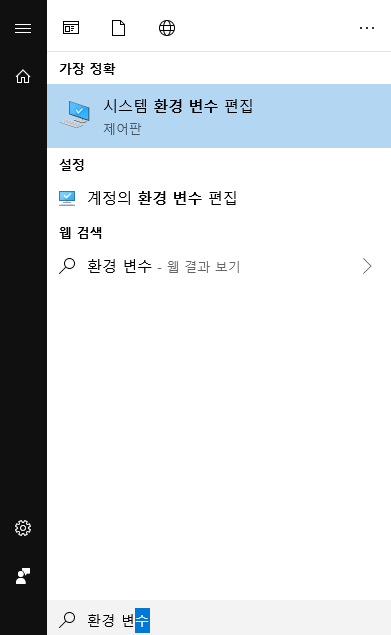 가장 정확
시스템 환경 변수 편집
제어판
설정
계정의 환경 변수 편집
웹 검색
환경 변수 - 웹 결과 보기
환경 변수